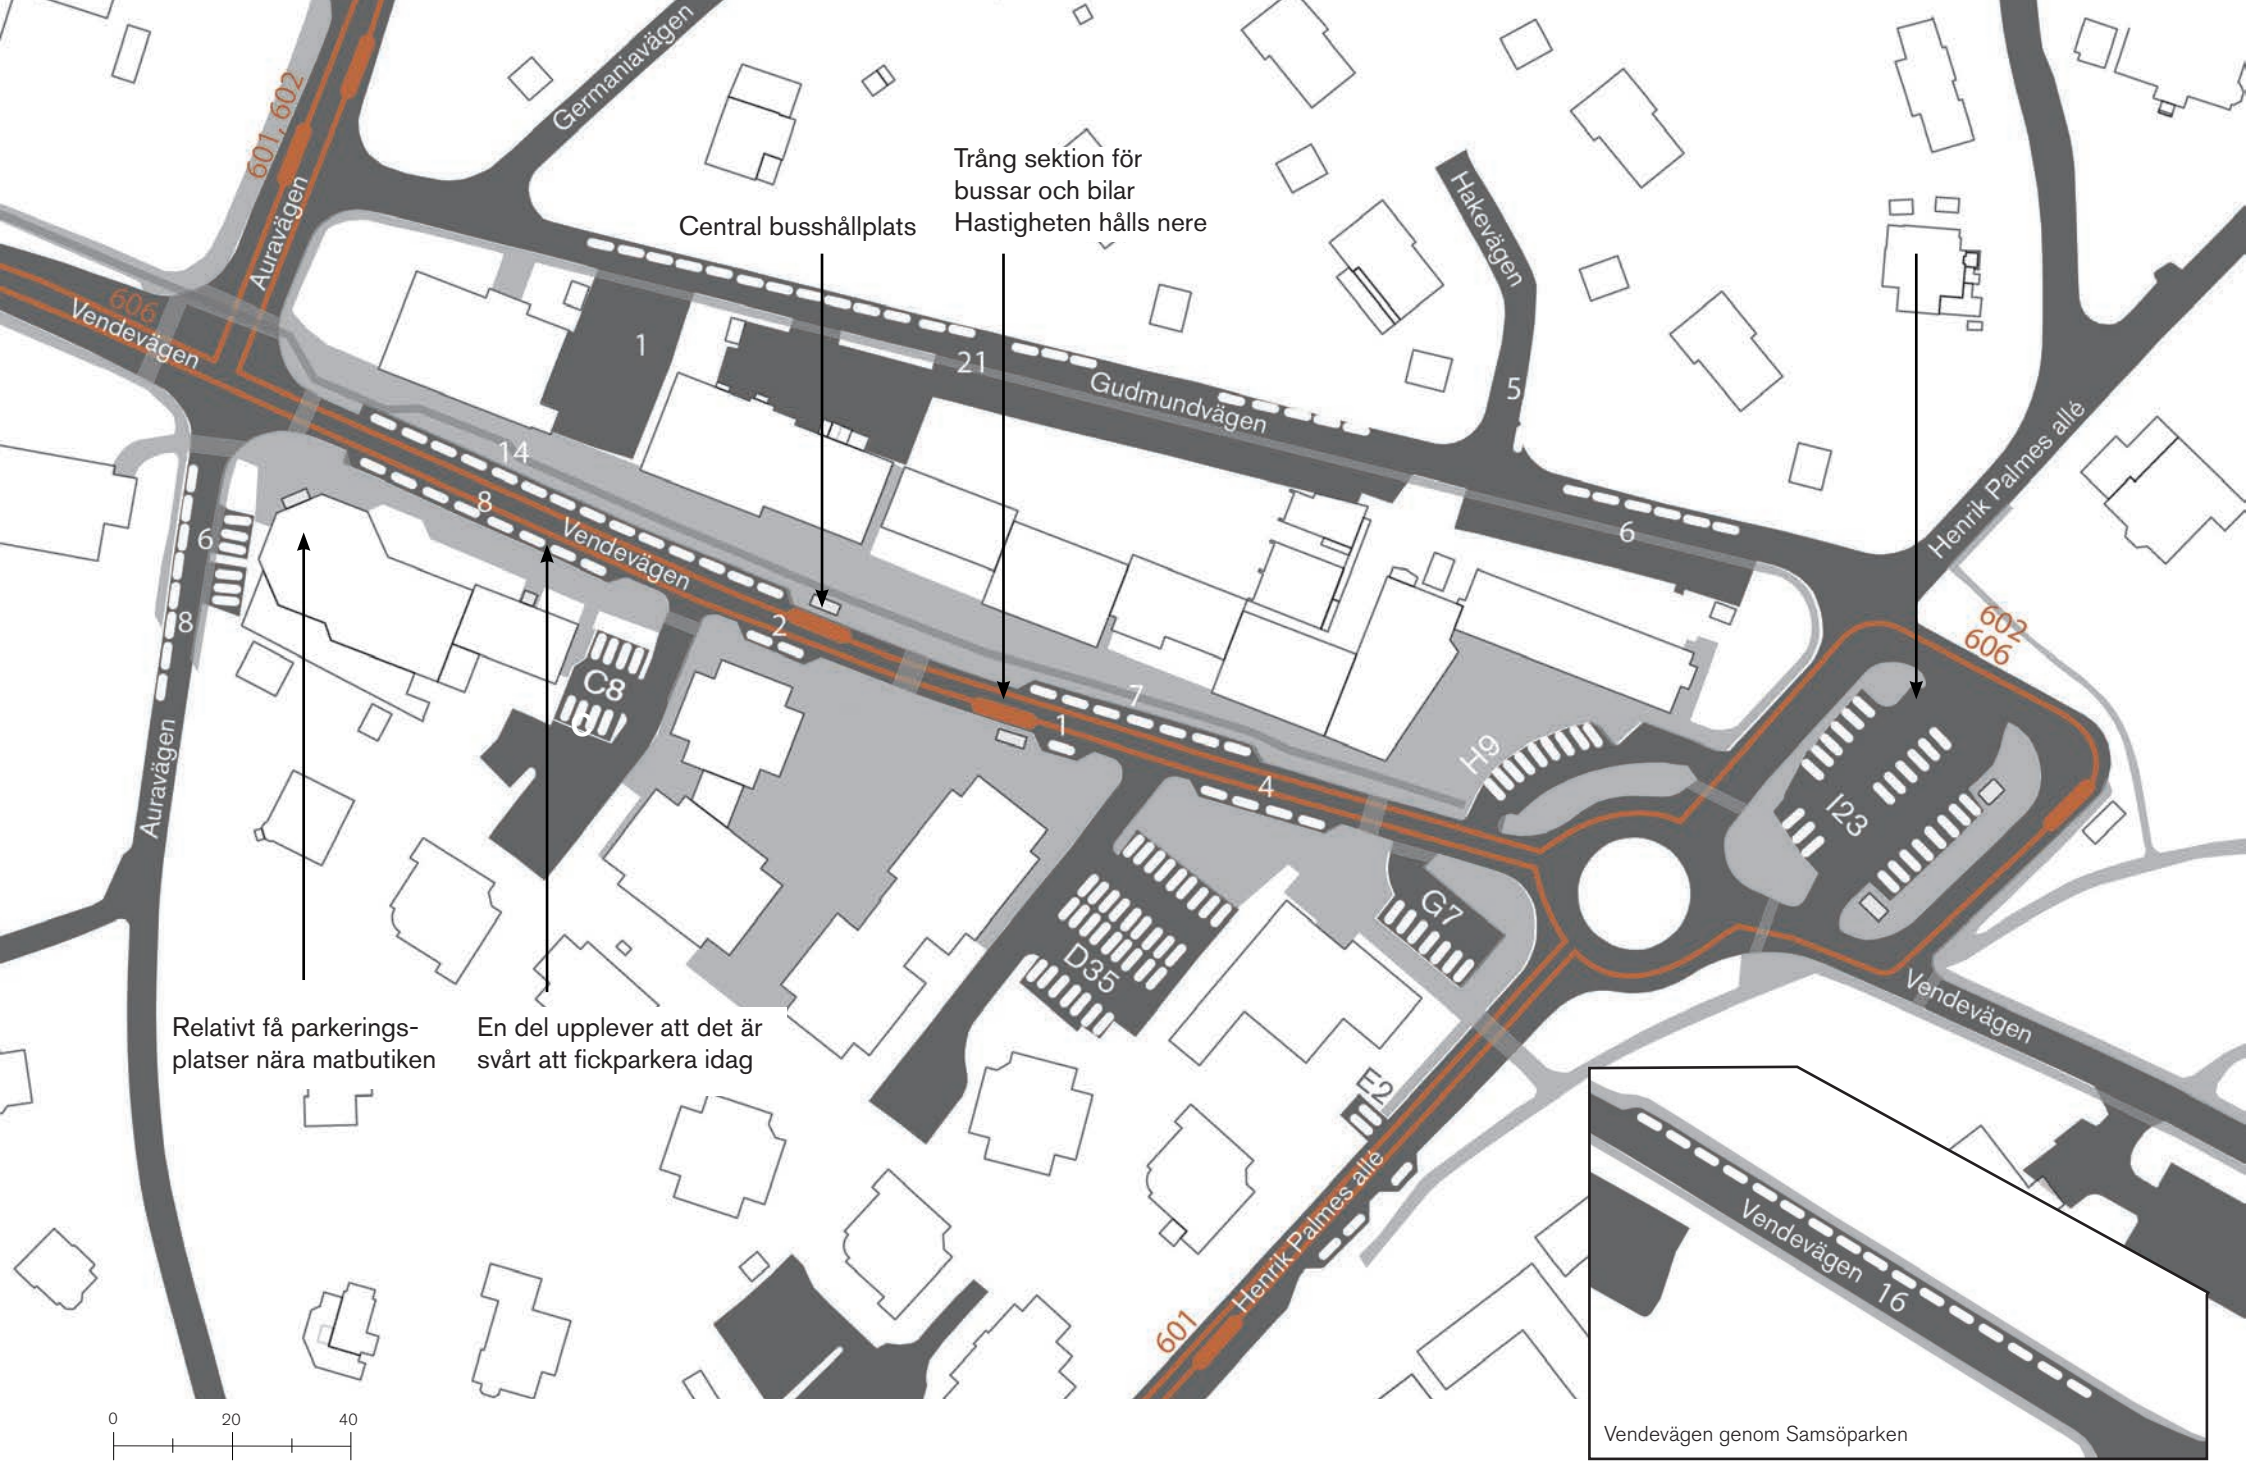 Germaniavägen
601, 602
Auravägen
606
Vendevägen
Central busshållplats
Trång sektion för
bussar och bilar
Hastigheten hålls nere
Hakevägen
1
21
Gudmundvägen
5
6
Henrik Palmes allé
14
8
Vendevägen
6
8
2
7
1
4
C8
H9
602
606
I23
G7
D35
E2
Auravägen
Vendevägen
Relativt få parkerings-
platser nära matbutiken
En del upplever att det är
svårt att fickparkera idag
Henrik Palmes allé
601
Vendevägen
16
Vendevägen genom Samsöparken
0 20 40